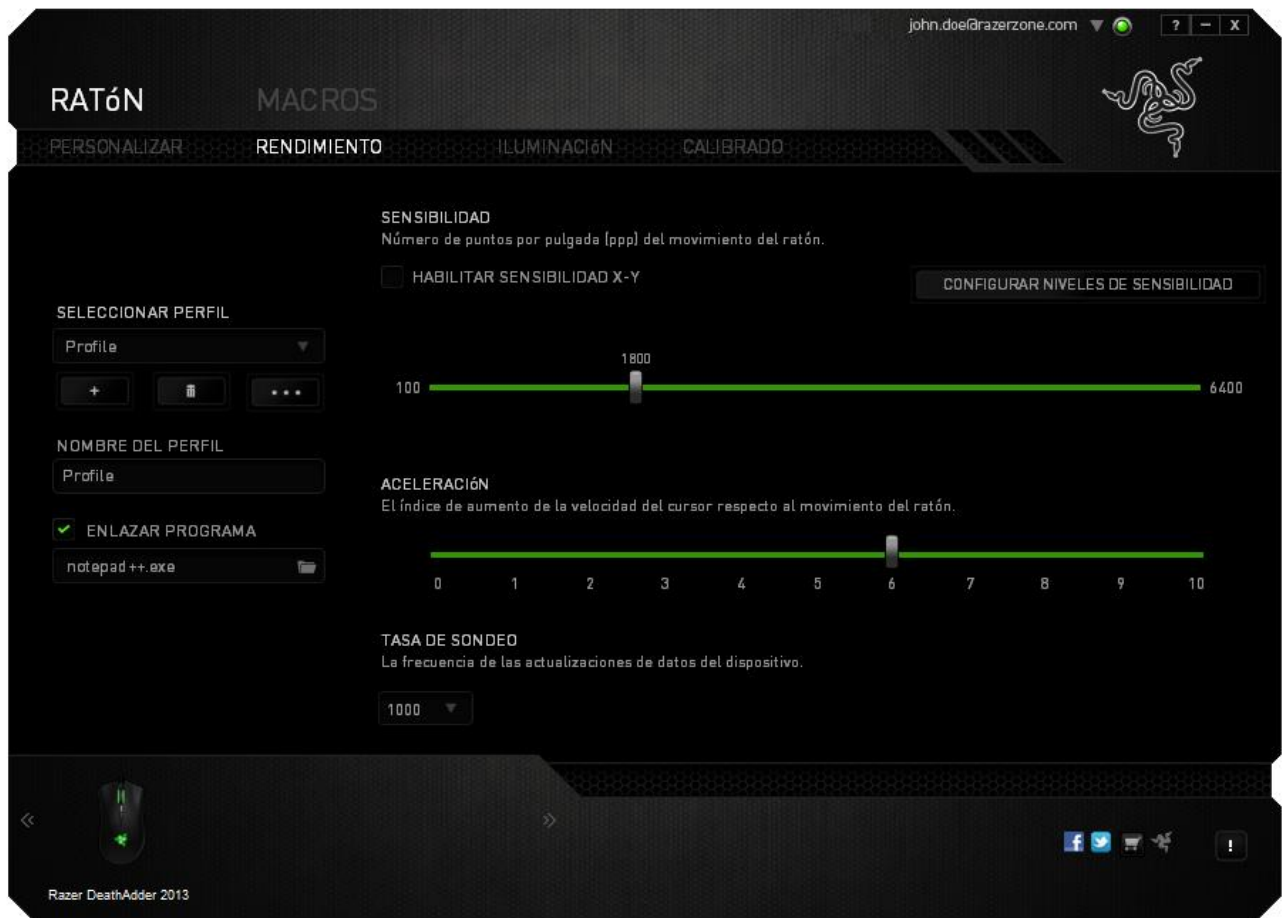 john.doe@razerzone.com
? – X
RATóN MACROS
PERSONALIZAR RENDIMIENTO ILUMINACIóN CALIBRADO
SENSIBILIDAD
Número de puntos por pulgada (ppp) del movimiento del ratón.
HABILITAR SENSIBILIDAD X-Y
CONFIGURAR NIVELES DE SENSIBILIDAD
SELECCIONAR PERFIL
Profile
+ ...
NOMBRE DEL PERFIL
Profile
ENLAZAR PROGRAMA
notepad++.exe
1800
100 6400
ACELERACIóN
El índice de aumento de la velocidad del cursor respecto al movimiento del ratón.
0 1 2 3 4 5 6 7 8 9 10
TASA DE SONDEO
La frecuencia de las actualizaciones de datos del dispositivo.
1000
« »
f
!
Razer DeathAdder 2013